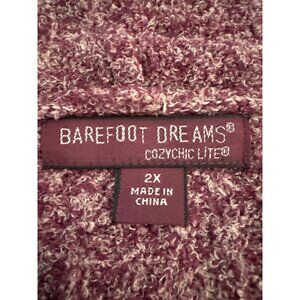 BAREFOOT DREAMS®
COZYCHIC LITE®
2X
MADE IN
CHINA